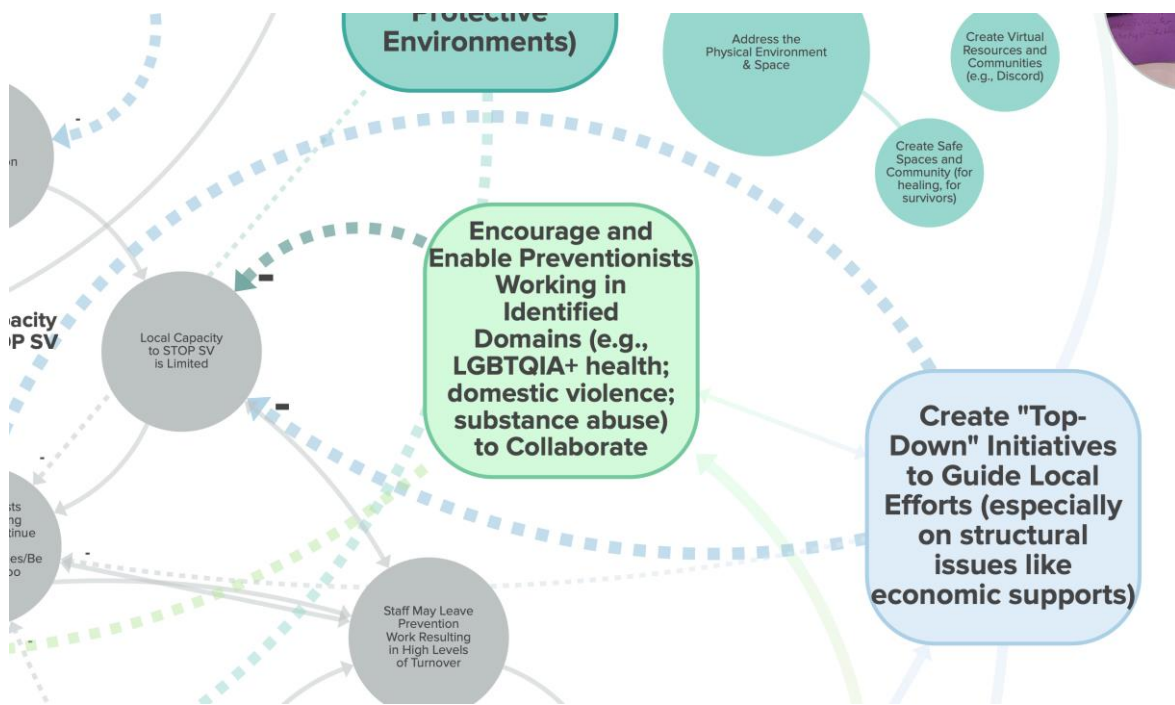 Protective
Environments)
Address the
Physical Environment
& Space
Create Virtual
Resources and
Communities
(e.g., Discord)
Create Safe
Spaces and
Community (for
healing, for
survivors)
Encourage and
Enable Preventionists
Working in
Identified
Domains (e.g.,
LGBTQIA+ health;
domestic violence;
substance abuse)
to Collaborate
Local Capacity
to STOP SV
is Limited
Create "Top-
Down" Initiatives
to Guide Local
Efforts (especially
on structural
issues like
economic supports)
Staff May Leave
Prevention
Work Resulting
in High Levels
of Turnover